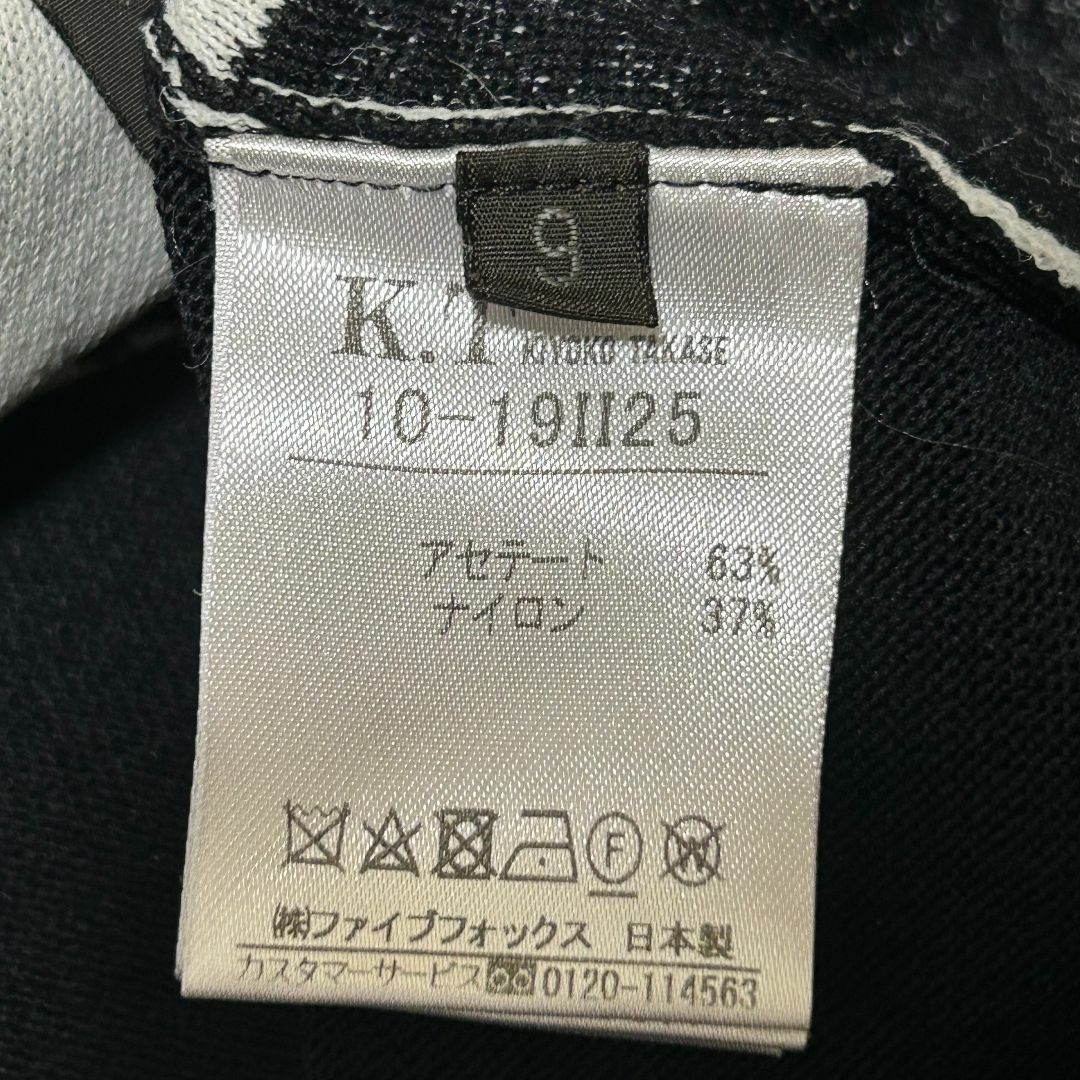 9
K.T KIYOKO TAKASE
10-19II25
アセテート 63%
ナイロン 37%
F W
(株)ファイブフォックス 日本製
カスタマーサービス 0120-114563